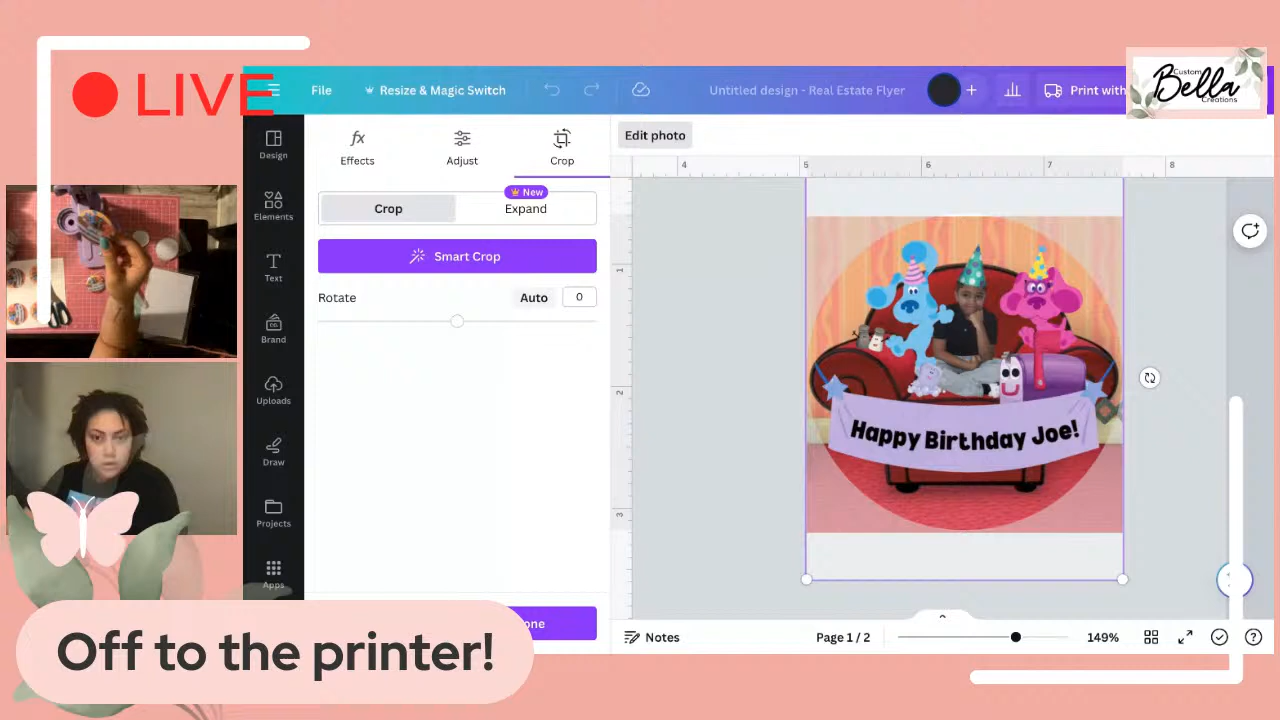 LIVE
File
Resize & Magic Switch
Untitled design - Real Estate Flyer
Print with
Custom
Bella
Creations
Design
Elements
Text
Brand
Uploads
Draw
Projects
Apps
fx
Effects
Adjust
Crop
New
Crop
Expand
Smart Crop
Rotate
Auto
0
one
Edit photo
4
5
6
7
8
1
2
3
Happy Birthday Joe!
Notes
Page 1 / 2
149%
?
Off to the printer!